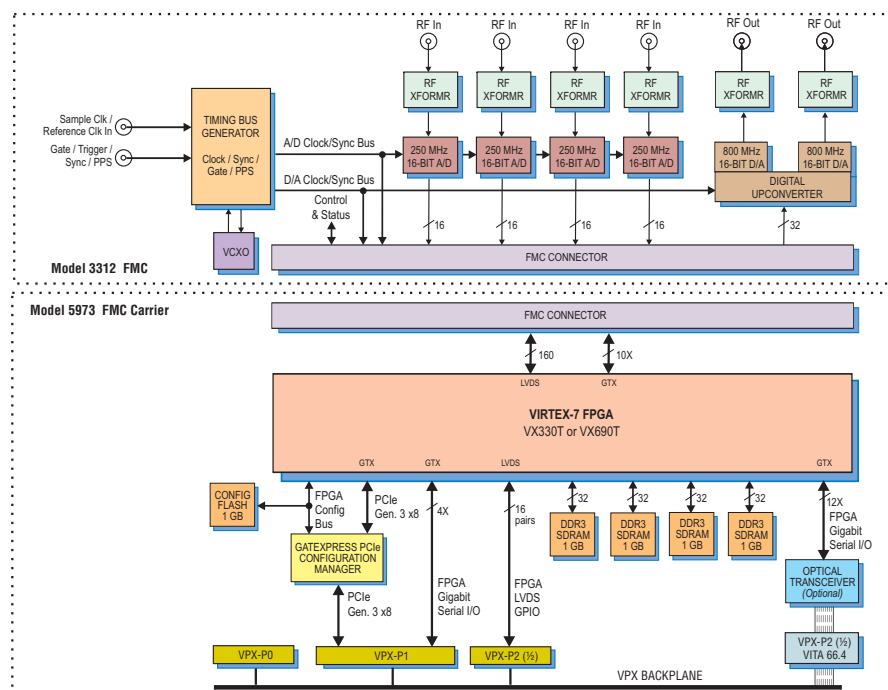 RF In
RF In
RF In
RF In
RF Out
RF Out
RF
XFORMR
RF
XFORMR
RF
XFORMR
RF
XFORMR
RF
XFORMR
RF
XFORMR
Sample Clk /
Reference Clk In
Gate / Trigger /
Sync / PPS
TIMING BUS
GENERATOR
Clock / Sync /
Gate / PPS
A/D Clock/Sync Bus
250 MHz
16-BIT A/D
250 MHz
16-BIT A/D
250 MHz
16-BIT A/D
250 MHz
16-BIT A/D
800 MHz
16-BIT D/A
800 MHz
16-BIT D/A
DIGITAL
UPCONVERTER
D/A Clock/Sync Bus
Control
& Status
16
16
16
16
32
VCXO
FMC CONNECTOR
Model 3312 FMC
Model 5973 FMC Carrier
FMC CONNECTOR
160
10X
LVDS
GTX
VIRTEX-7 FPGA
VX330T or VX690T
GTX
GTX
LVDS
GTX
CONFIG
FLASH
1 GB
FPGA
Config
Bus
PCIe
Gen. 3 x8
4X
16
pairs
32
32
32
32
12X
DDR3
SDRAM
1 GB
DDR3
SDRAM
1 GB
DDR3
SDRAM
1 GB
DDR3
SDRAM
1 GB
FPGA
Gigabit
Serial I/O
GATEXPRESS PCIe
CONFIGURATION
MANAGER
OPTICAL
TRANSCEIVER
(Optional)
PCIe
Gen. 3 x8
FPGA
Gigabit
Serial I/O
FPGA
LVDS
GPIO
VPX-P0
VPX-P1
VPX-P2 (½)
VPX-P2 (½)
VITA 66.4
VPX BACKPLANE